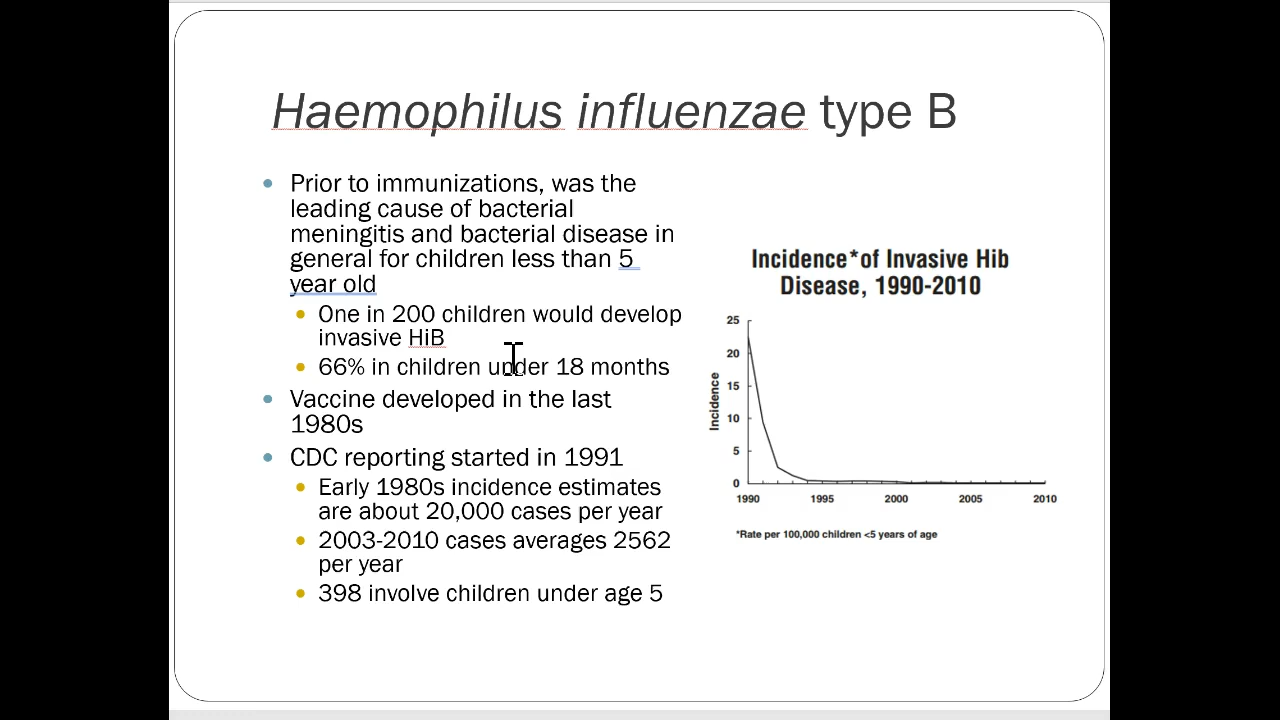 Haemophilus influenzae type B
Prior to immunizations, was the
leading cause of bacterial
meningitis and bacterial disease in
general for children less than 5
year old
One in 200 children would develop
invasive HiB
66% in children under 18 months
Vaccine developed in the last
1980s
CDC reporting started in 1991
Early 1980s incidence estimates
are about 20,000 cases per year
2003-2010 cases averages 2562
per year
398 involve children under age 5
Incidence*of Invasive Hib
Disease, 1990-2010
25
20
15
10
5
0
Incidence
1990 1995 2000 2005 2010
*Rate per 100,000 children <5 years of age